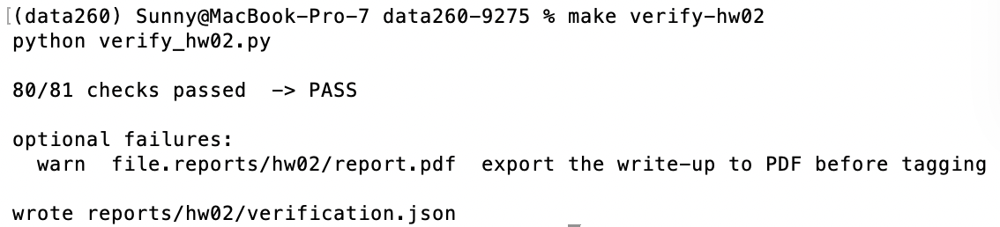 [(data260) Sunny@MacBook-Pro-7 data260-9275 % make verify-hw02
python verify_hw02.py
80/81 checks passed  -> PASS
optional failures:
  warn  file.reports/hw02/report.pdf  export the write-up to PDF before tagging
wrote reports/hw02/verification.json